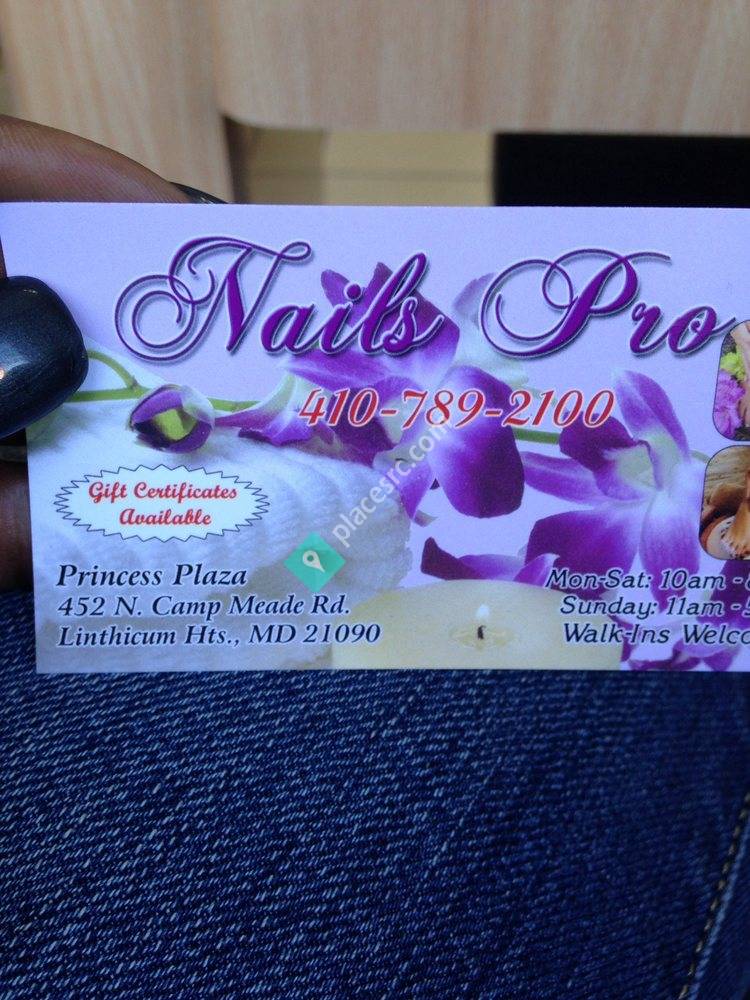 Nails Pro
410-789-2100
Gift Certificates
Available
Princess Plaza
452 N. Camp Meade Rd.
Linthicum Hts., MD 21090
Mon-Sat: 10am -
Sunday: 11am -
Walk-Ins
placesrc.com